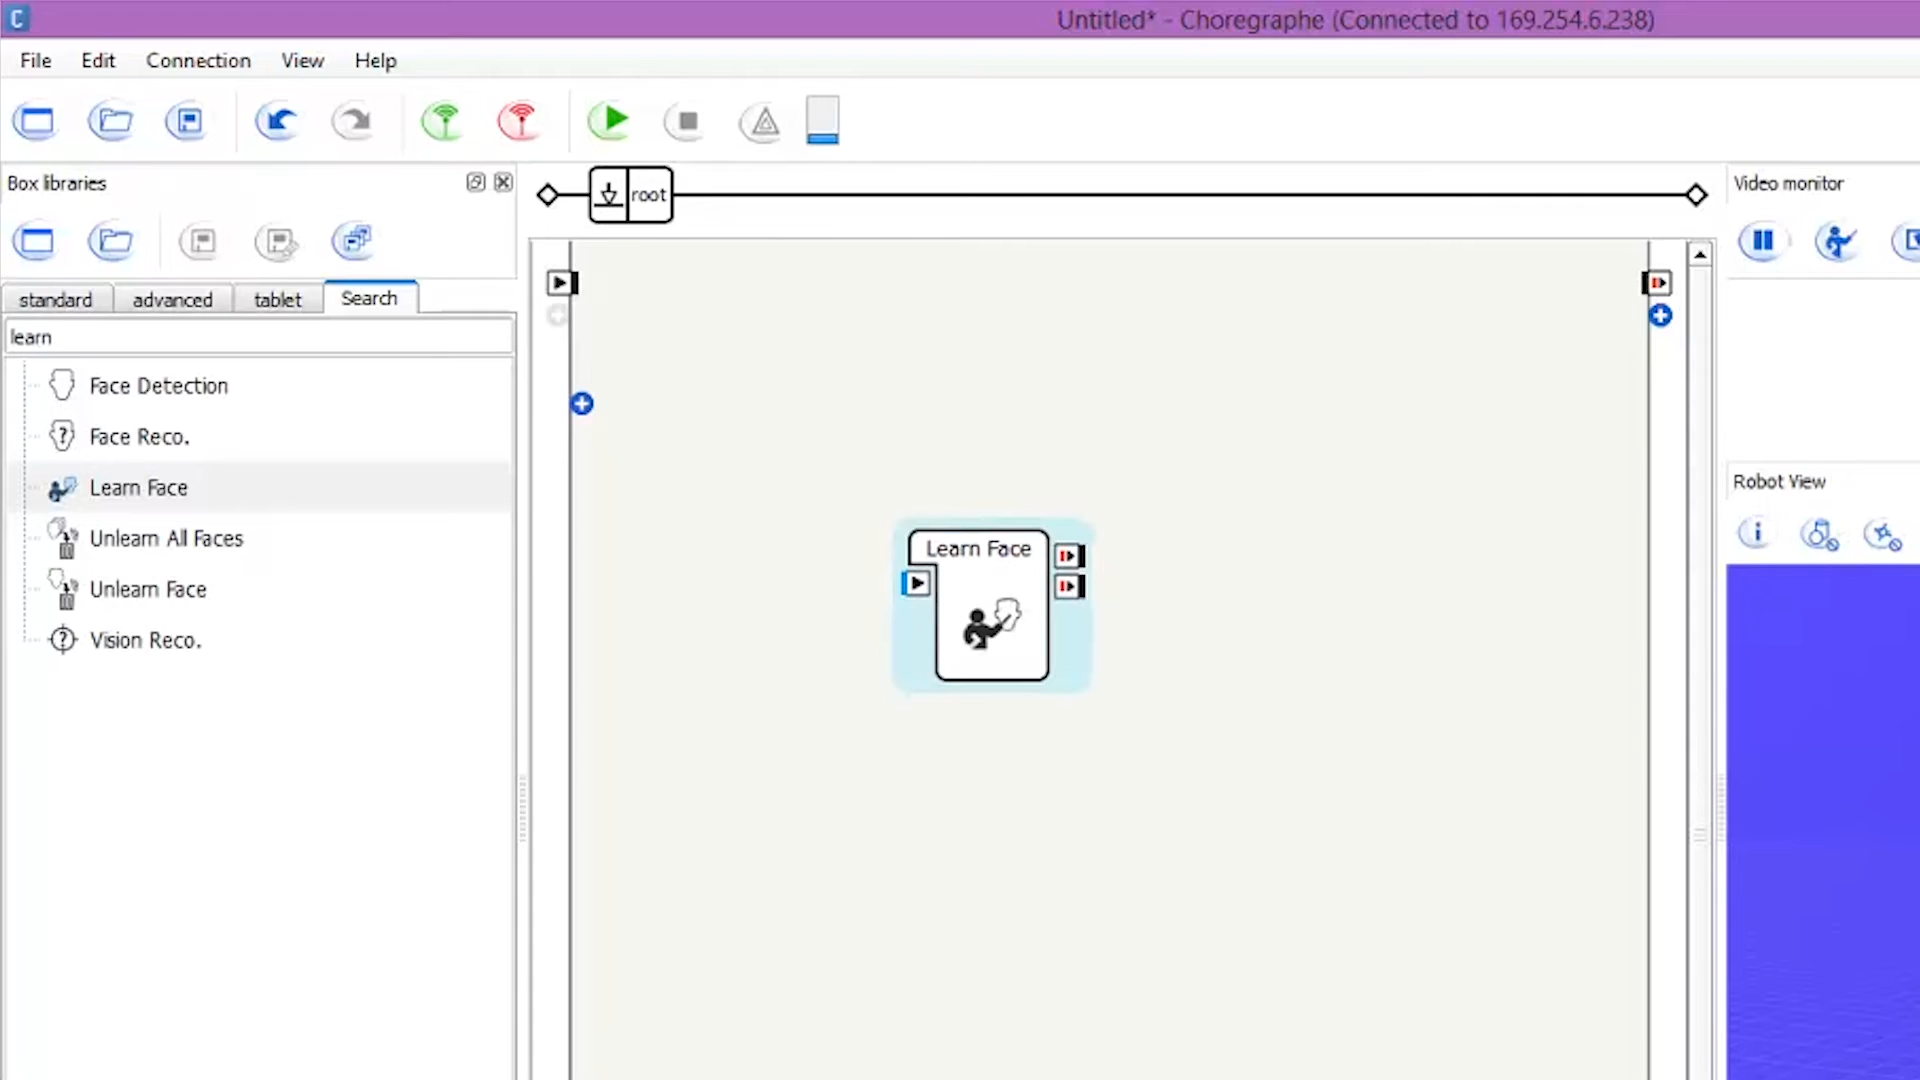 Untitled* - Choregraphe (Connected to 169.254.6.238)
File Edit Connection View Help
Box libraries
root
Video monitor
standard advanced tablet Search
learn
Face Detection
Face Reco.
Learn Face
Unlearn All Faces
Unlearn Face
Vision Reco.
Learn Face
Robot View